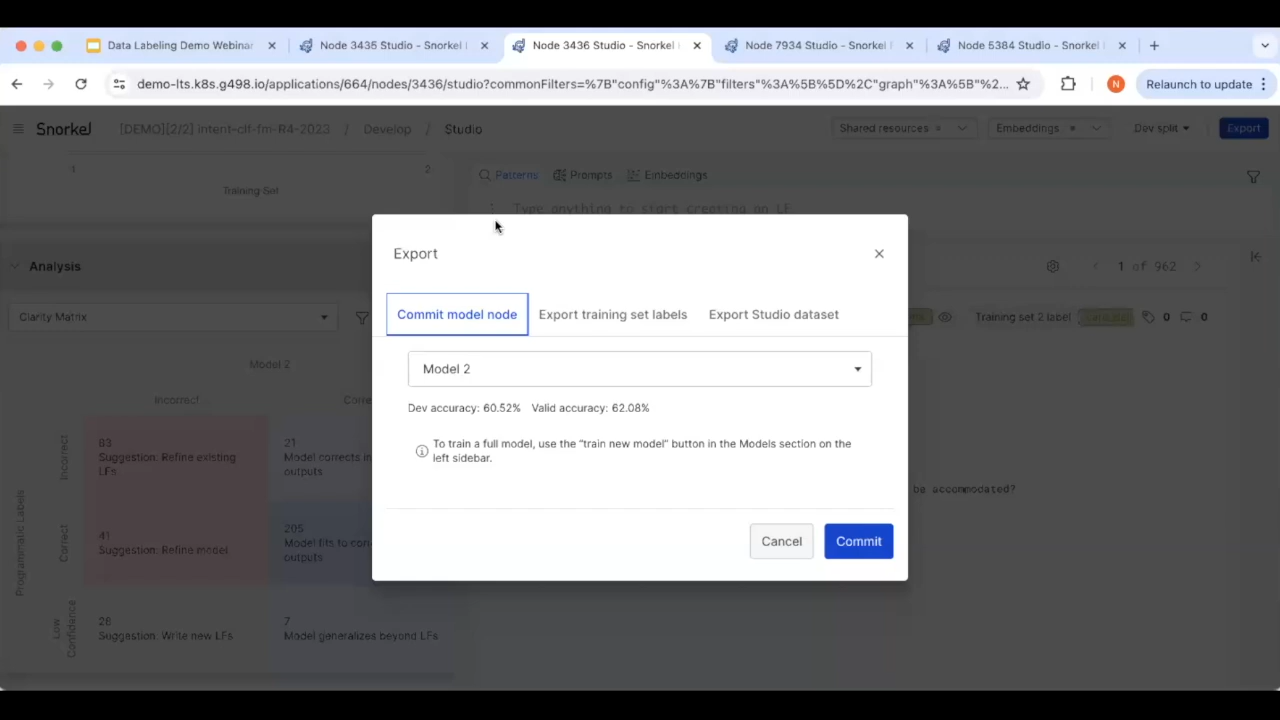 Data Labeling Demo Webinar
Node 3435 Studio - Snorkel
Node 3436 Studio - Snorkel
Node 7934 Studio - Snorkel
Node 5384 Studio - Snorkel
demo-lts.k8s.g498.io/applications/664/nodes/3436/studio?commonFilters=%7B"config"%3A%7B"filters"%3A%5B%5D%2C"graph"%3A%5B"%2...
N
Relaunch to update
Snorkel
[DEMO][2/2] intent-clf-fm-R4-2023 / Develop / Studio
Shared resources
Embeddings
Dev split
Export
1
2
Training Set
Patterns
Prompts
Embeddings
Type anything to start creating an LF
Analysis
1 of 962
Clarity Matrix
Training set 2 label
0
0
Model 2
Incorrect
Incorrect
83
Suggestion: Refine existing
LFs
21
Model corrects
outputs
Programmatic Labels
Correct
41
Suggestion: Refine model
205
Model fits to
outputs
Low
Confidence
26
Suggestion: Write new LFs
7
Model generalizes beyond LFs
be accommodated?
Export
Commit model node
Export training set labels
Export Studio dataset
Model 2
Dev accuracy: 60.52% Valid accuracy: 62.08%
To train a full model, use the "train new model" button in the Models section on the
left sidebar.
Cancel
Commit